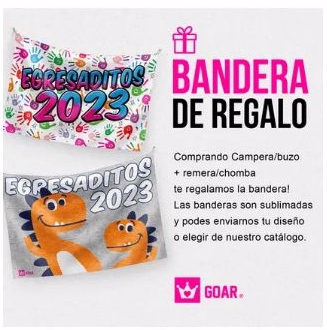 EGRESADITOS
2023
EGRESADITOS
2023
BANDERA
DE REGALO
Comprando Campera/buzo
+ remera/chomba
te regalamos la bandera!
Las banderas son sublimadas
y podes enviarnos tu diseño
o elegir de nuestro catálogo.
GOAR